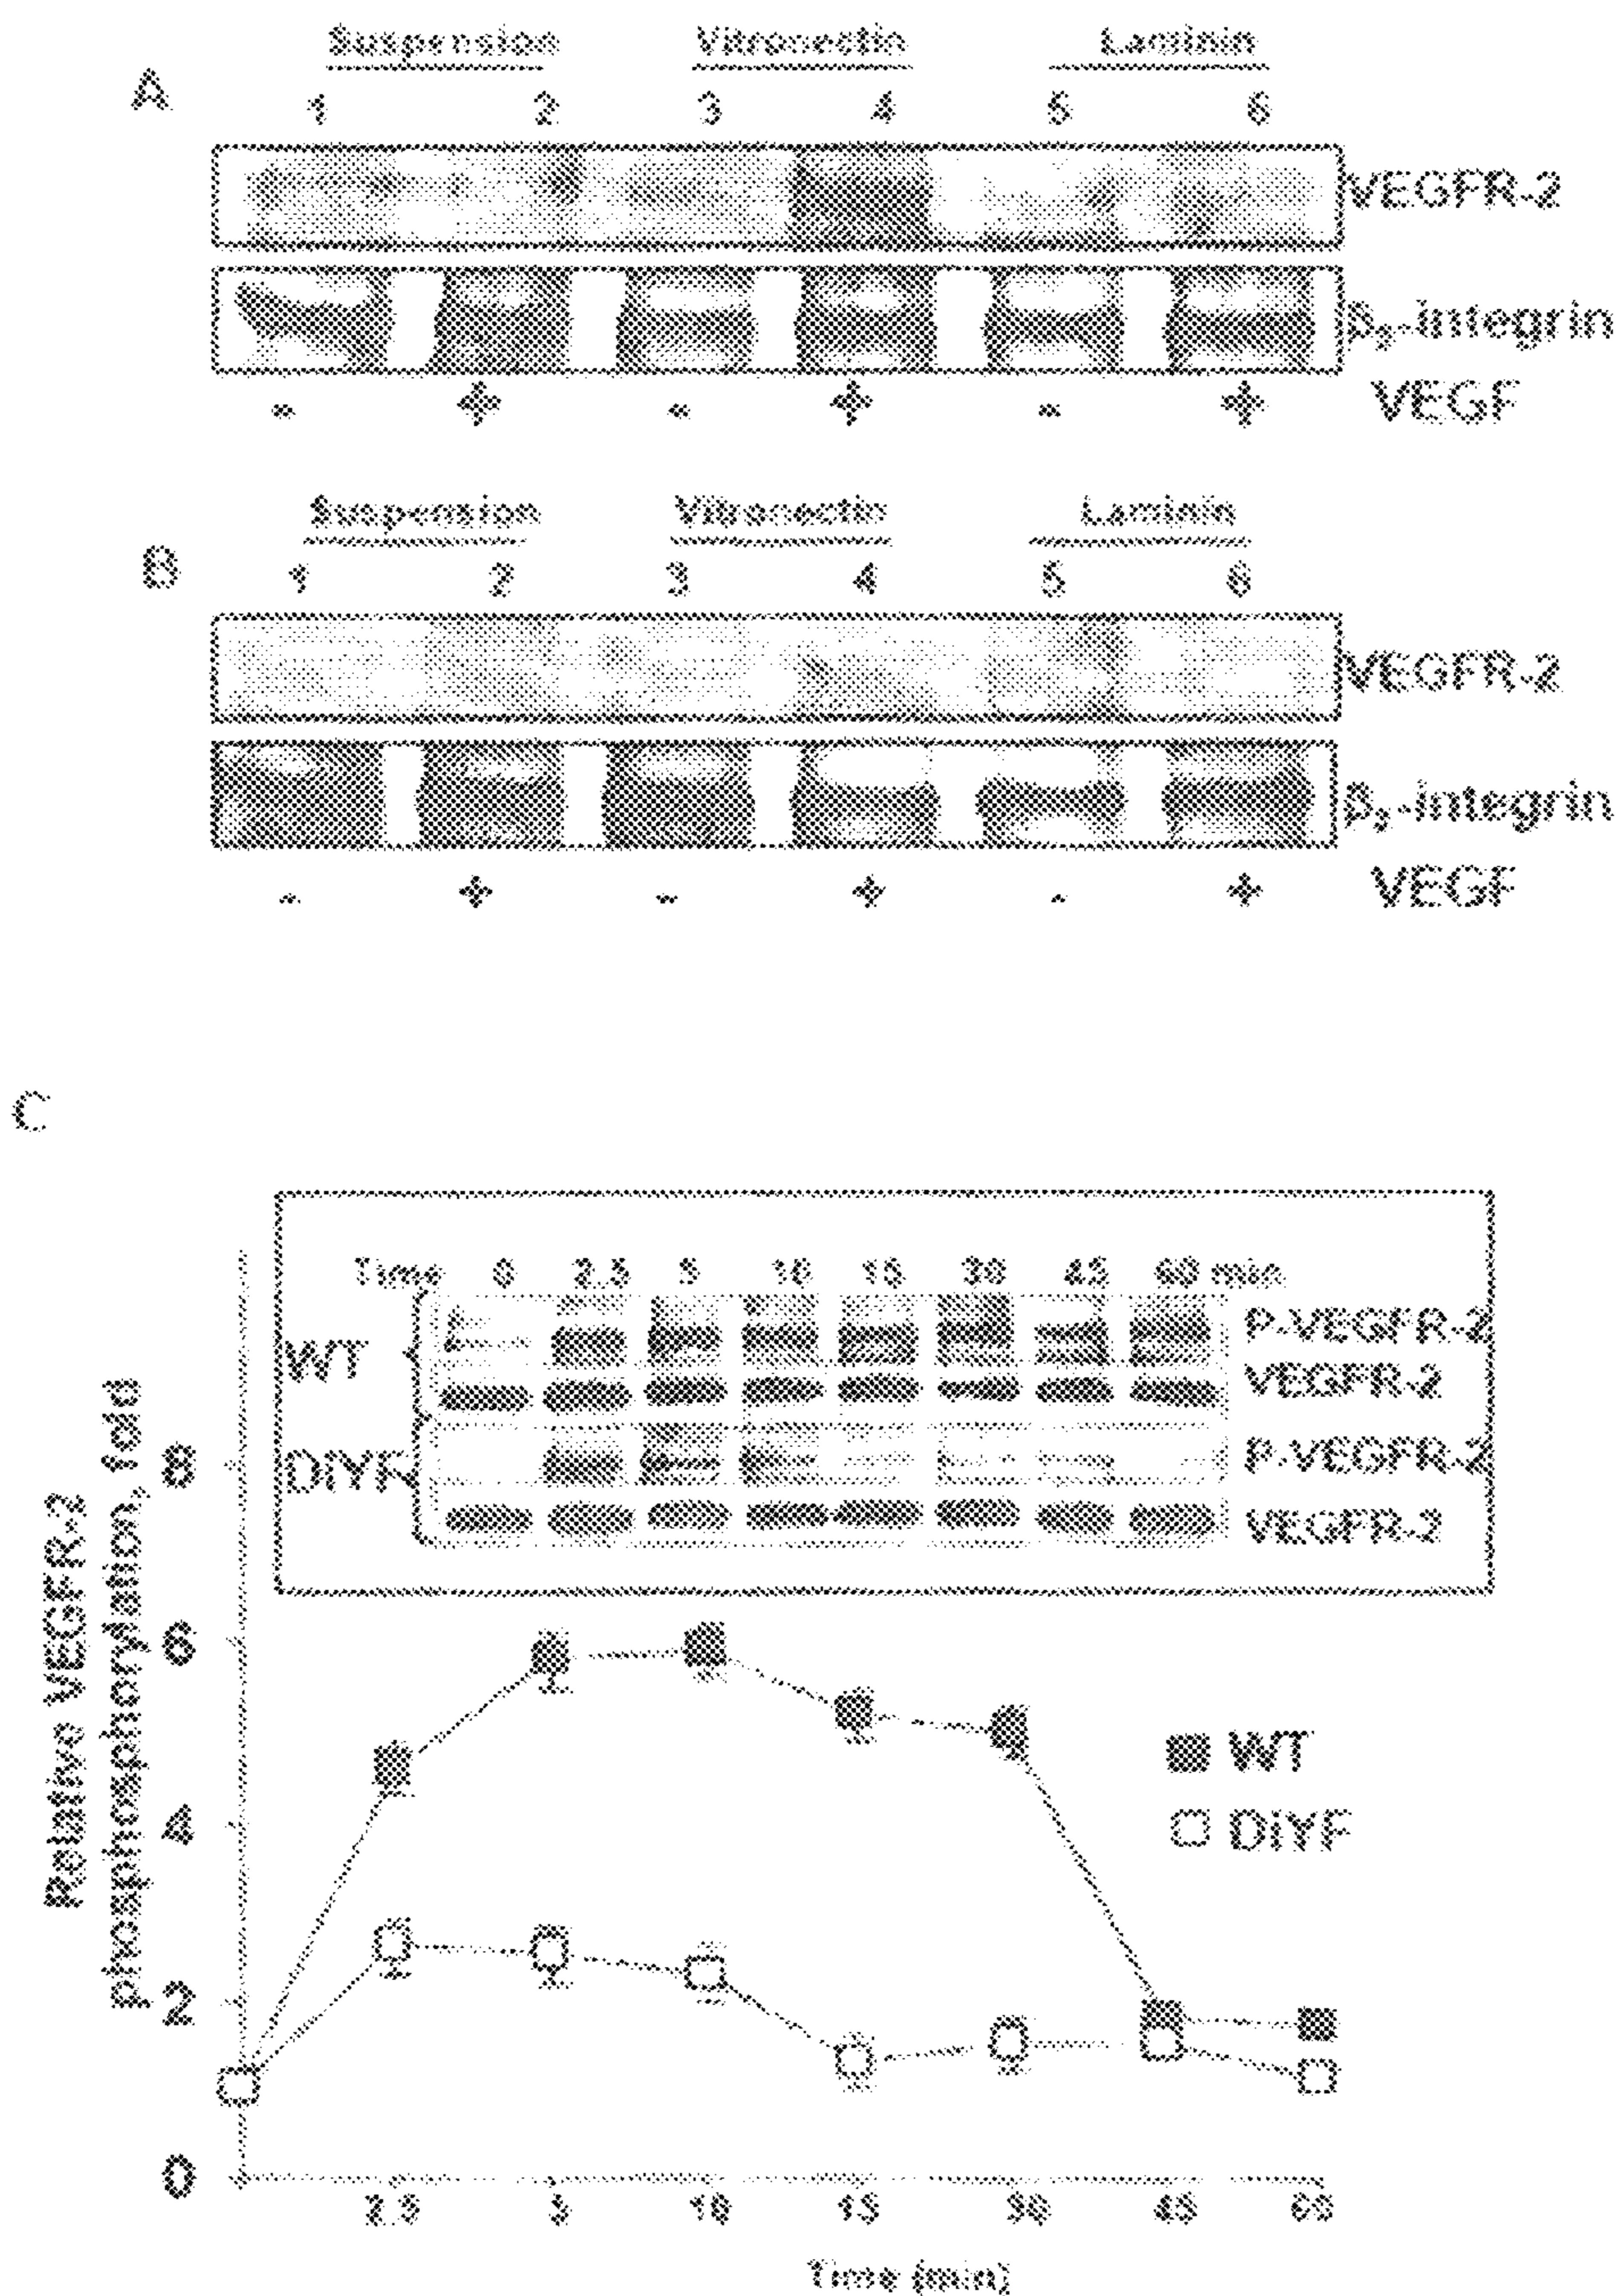 Suspension Vitronectin Laminin
A
1 2 3 4 5 6
VEGFR-2
β3-integrin
- + - + - + VEGF
Suspension Vitronectin Laminin
B
1 2 3 4 5 6
VEGFR-2
β3-integrin
- + - + - + VEGF
C
Time 0 2.5 5 10 15 30 45 60 min
WT
P-VEGFR-2
VEGFR-2
DiYF
P-VEGFR-2
VEGFR-2
Relative VEGFR-2
phosphorylation, fold
8
6
4
2
0
WT
DiYF
2.5 5 10 15 30 45 60
Time (min)